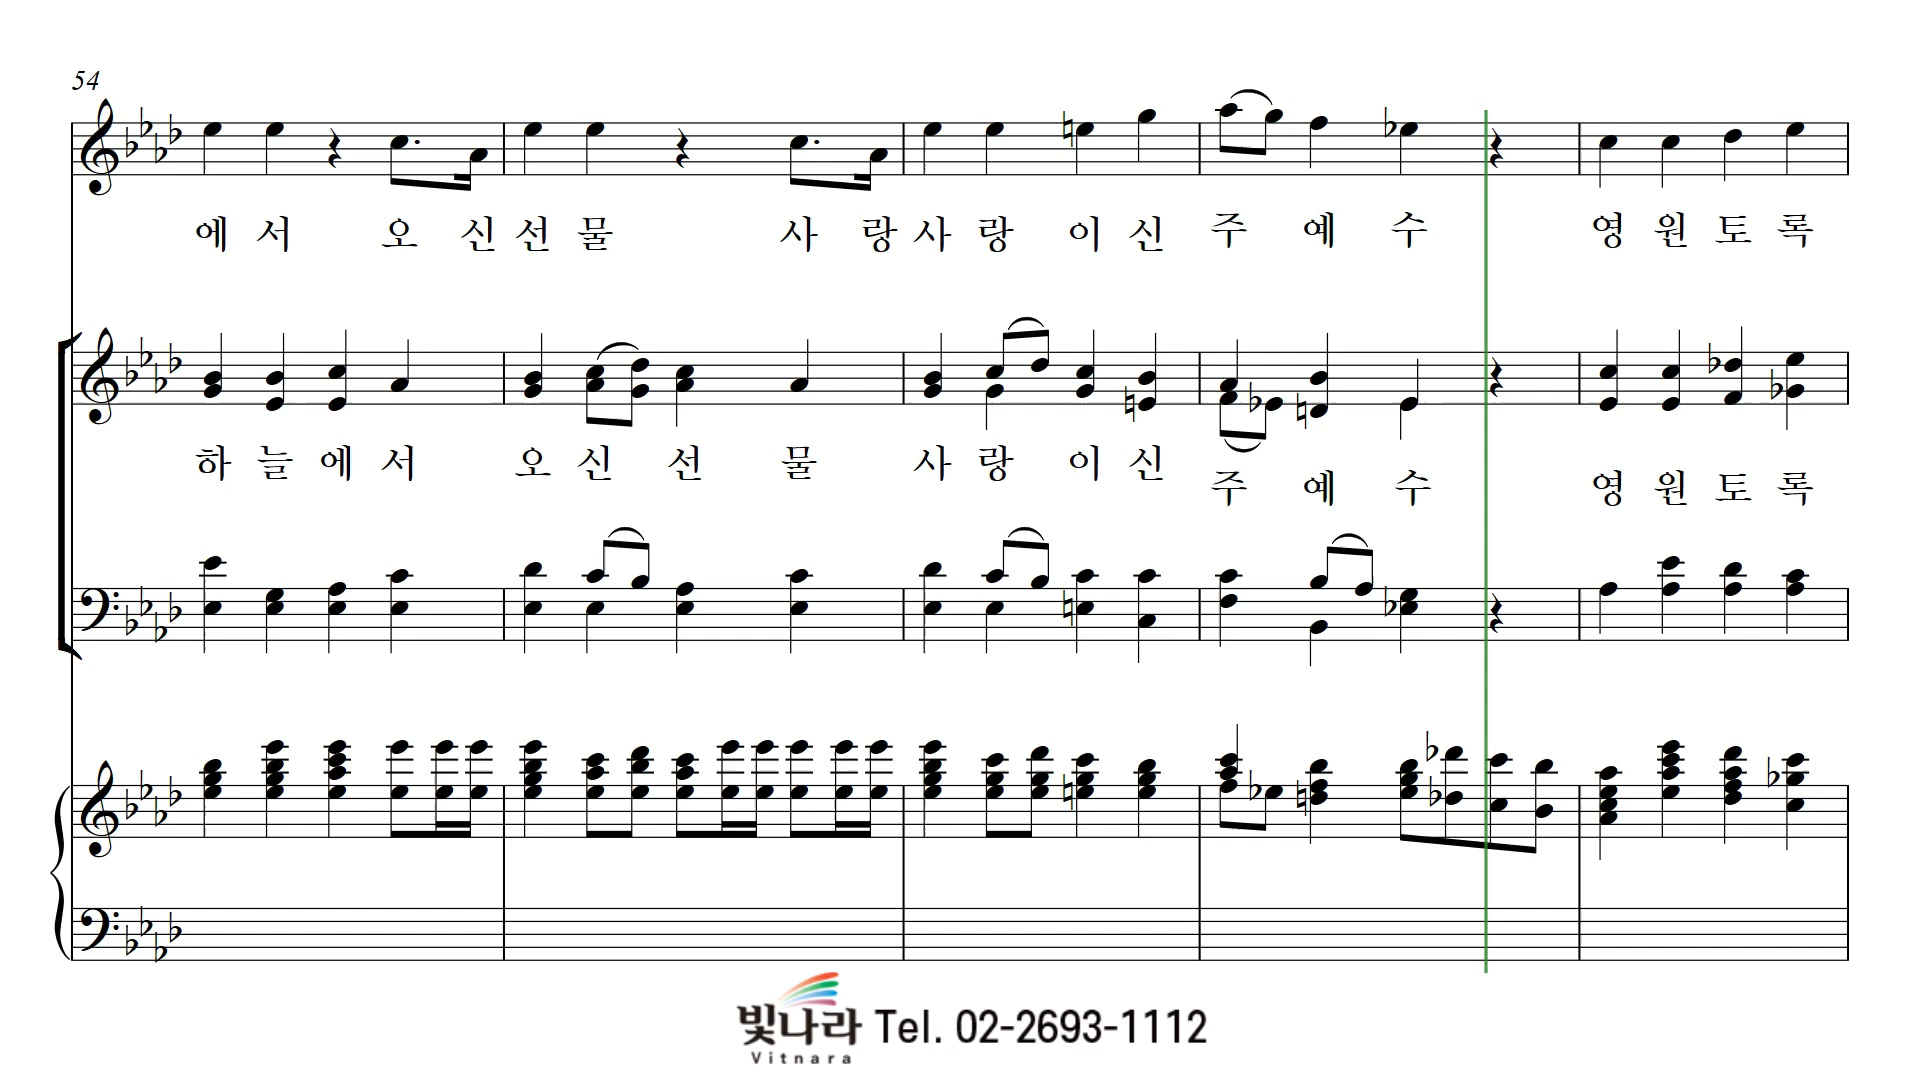 54
에 서 오 신 선 물 사 랑 사 랑 이 신 주 예 수 영 원 토 록
하 늘 에 서 오 신 선 물 사 랑 이 신 주 예 수 영 원 토 록
빛나라 Tel. 02-2693-1112
Vitnara